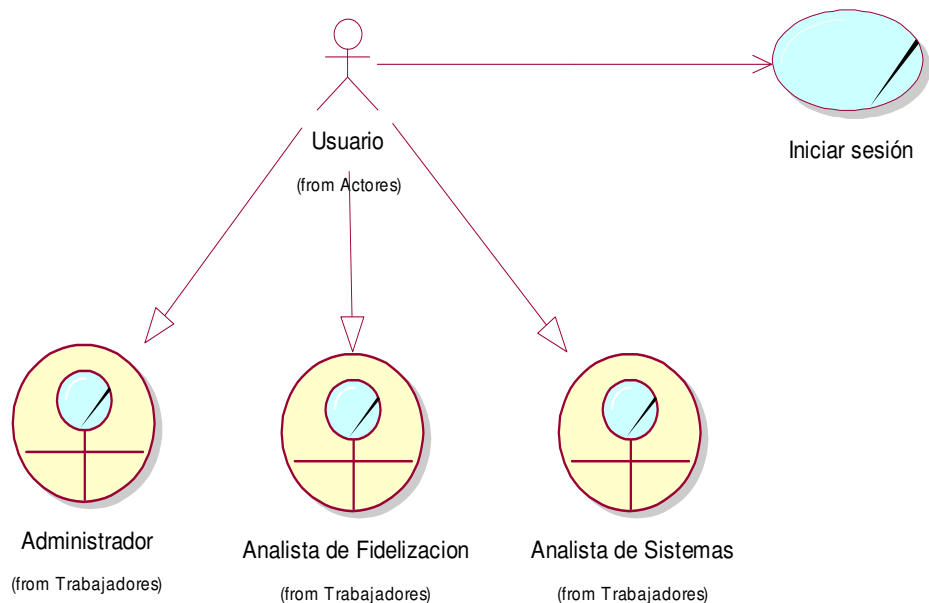 Usuario
(from Actores)
Iniciar sesión
Administrador
(from Trabajadores)
Analista de Fidelizacion
(from Trabajadores)
Analista de Sistemas
(from Trabajadores)